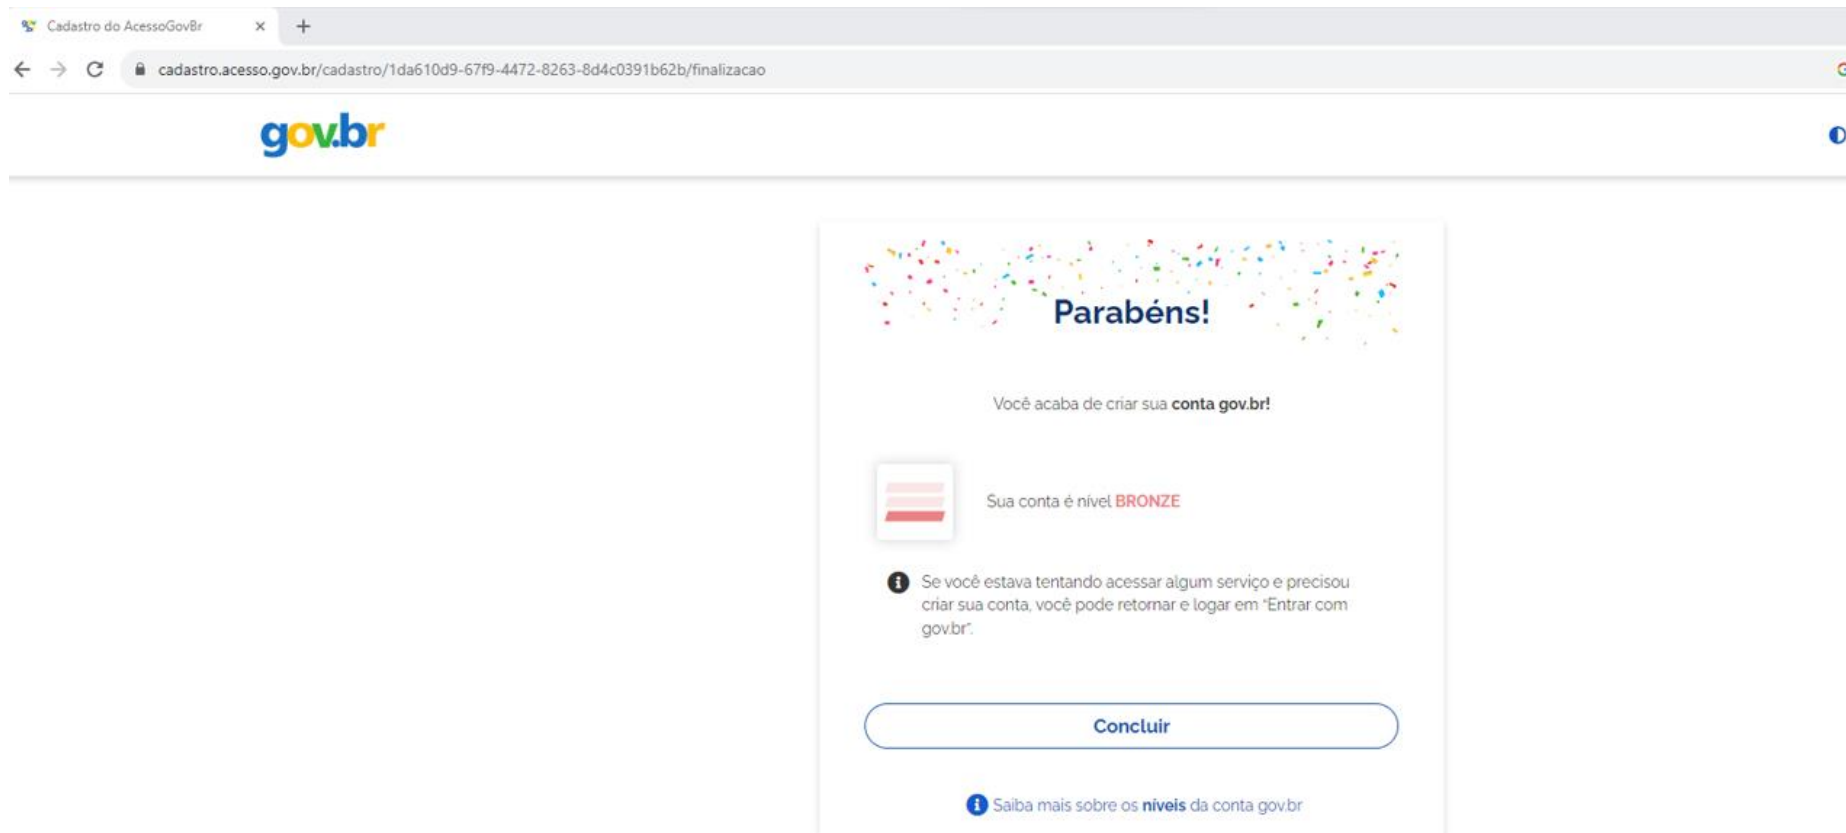 Cadastro do AcessoGovBr
cadastro.acesso.gov.br/cadastro/1da610d9-67f9-4472-8263-8d4c0391b62b/finalizacao
gov.br
Parabéns!
Você acaba de criar sua conta gov.br!
Sua conta é nível BRONZE
Se você estava tentando acessar algum serviço e precisou
criar sua conta, você pode retornar e logar em "Entrar com
gov.br".
Concluir
Saiba mais sobre os níveis da conta gov.br